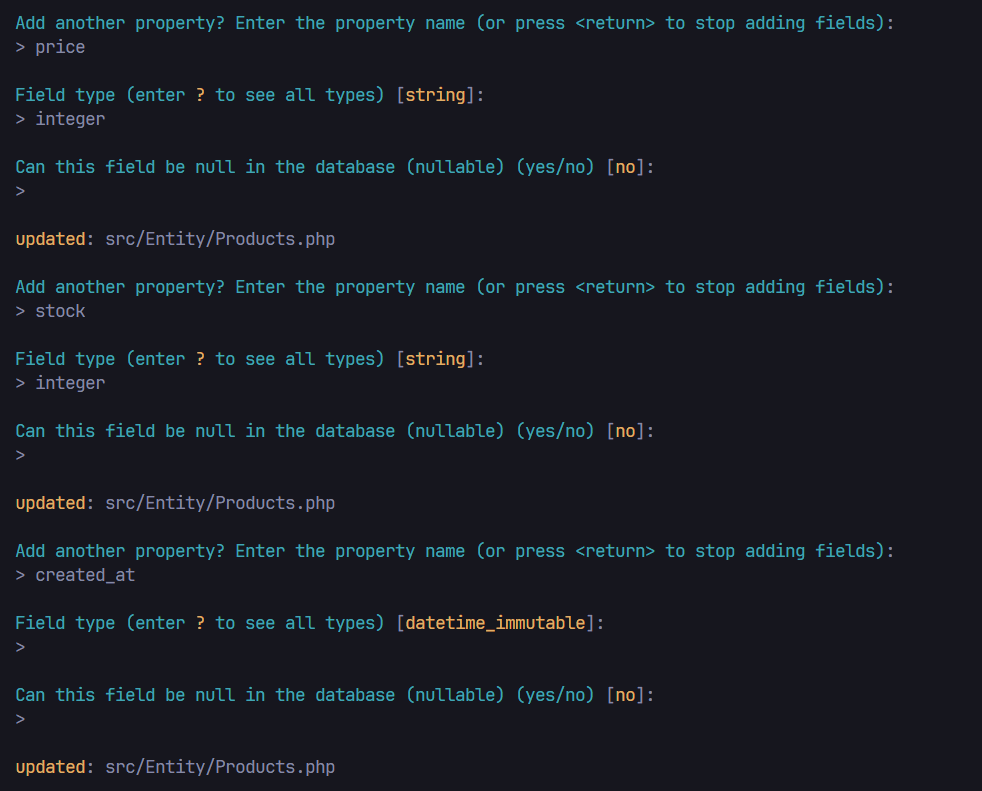 Add another property? Enter the property name (or press <return> to stop adding fields):
> price
Field type (enter ? to see all types) [string]:
> integer
Can this field be null in the database (nullable) (yes/no) [no]:
>
updated: src/Entity/Products.php
Add another property? Enter the property name (or press <return> to stop adding fields):
> stock
Field type (enter ? to see all types) [string]:
> integer
Can this field be null in the database (nullable) (yes/no) [no]:
>
updated: src/Entity/Products.php
Add another property? Enter the property name (or press <return> to stop adding fields):
> created_at
Field type (enter ? to see all types) [datetime_immutable]:
>
Can this field be null in the database (nullable) (yes/no) [no]:
>
updated: src/Entity/Products.php